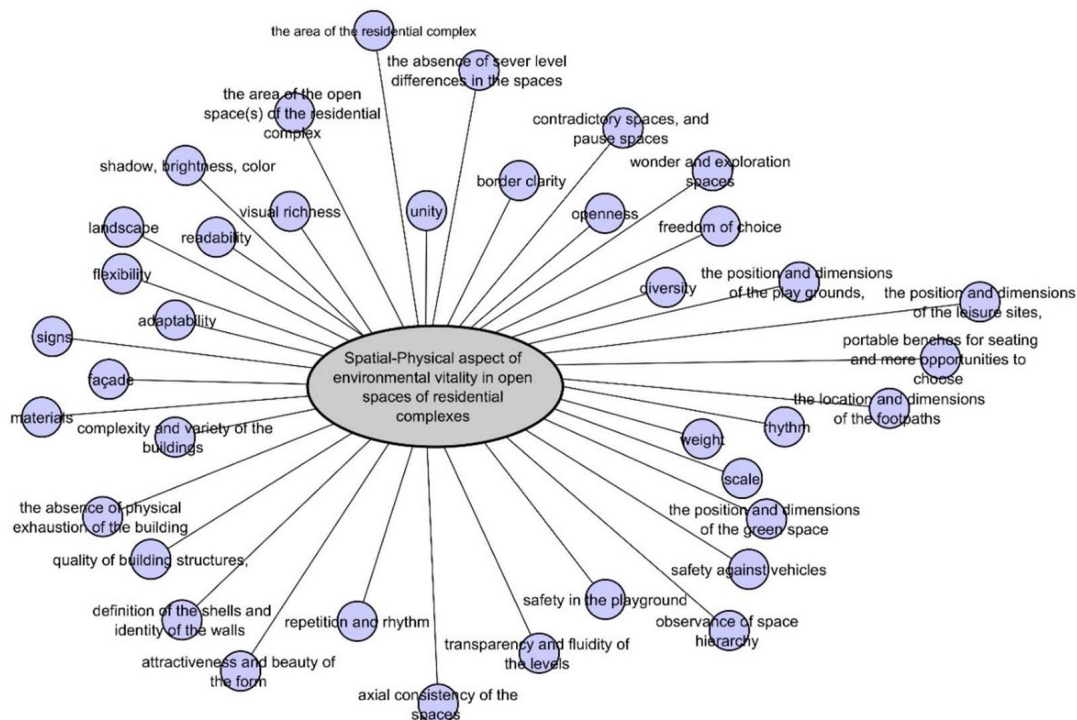 the area of the residential complex
the absence of sever level
differences in the spaces
the area of the open
space(s) of the residential
complex
contradictory spaces, and
pause spaces
shadow, brightness, color
wonder and exploration
spaces
border clarity
visual richness
unity
openness
landscape
readability
freedom of choice
flexibility
diversity
the position and dimensions
of the play grounds,
the position and dimensions
of the leisure sites,
adaptability
signs
portable benches for seating
and more opportunities to
choose
Spatial-Physical aspect of
environmental vitality in open
spaces of residential
complexes
façade
the location and dimensions
of the footpaths
materials
complexity and variety of the
buildings
rhythm
weight
scale
the absence of physical
exhaustion of the building
the position and dimensions
of the green space
quality of building structures,
safety against vehicles
definition of the shells and
identity of the walls
repetition and rhythm
safety in the playground
observance of space
hierarchy
attractiveness and beauty of
the form
transparency and fluidity of
the levels
axial consistency of the
spaces